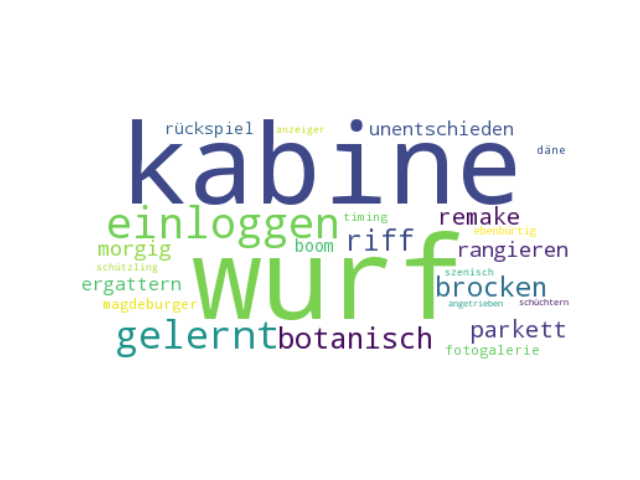 rückspiel anzeiger unentschieden
kabine däne
einloggen timing remake
ebenbürtig
morgig boom riff rangieren
schützling wurf szenisch
ergattern brocken
magdeburger angetrieben schüchtern
gelernt botanisch parkett
fotogalerie